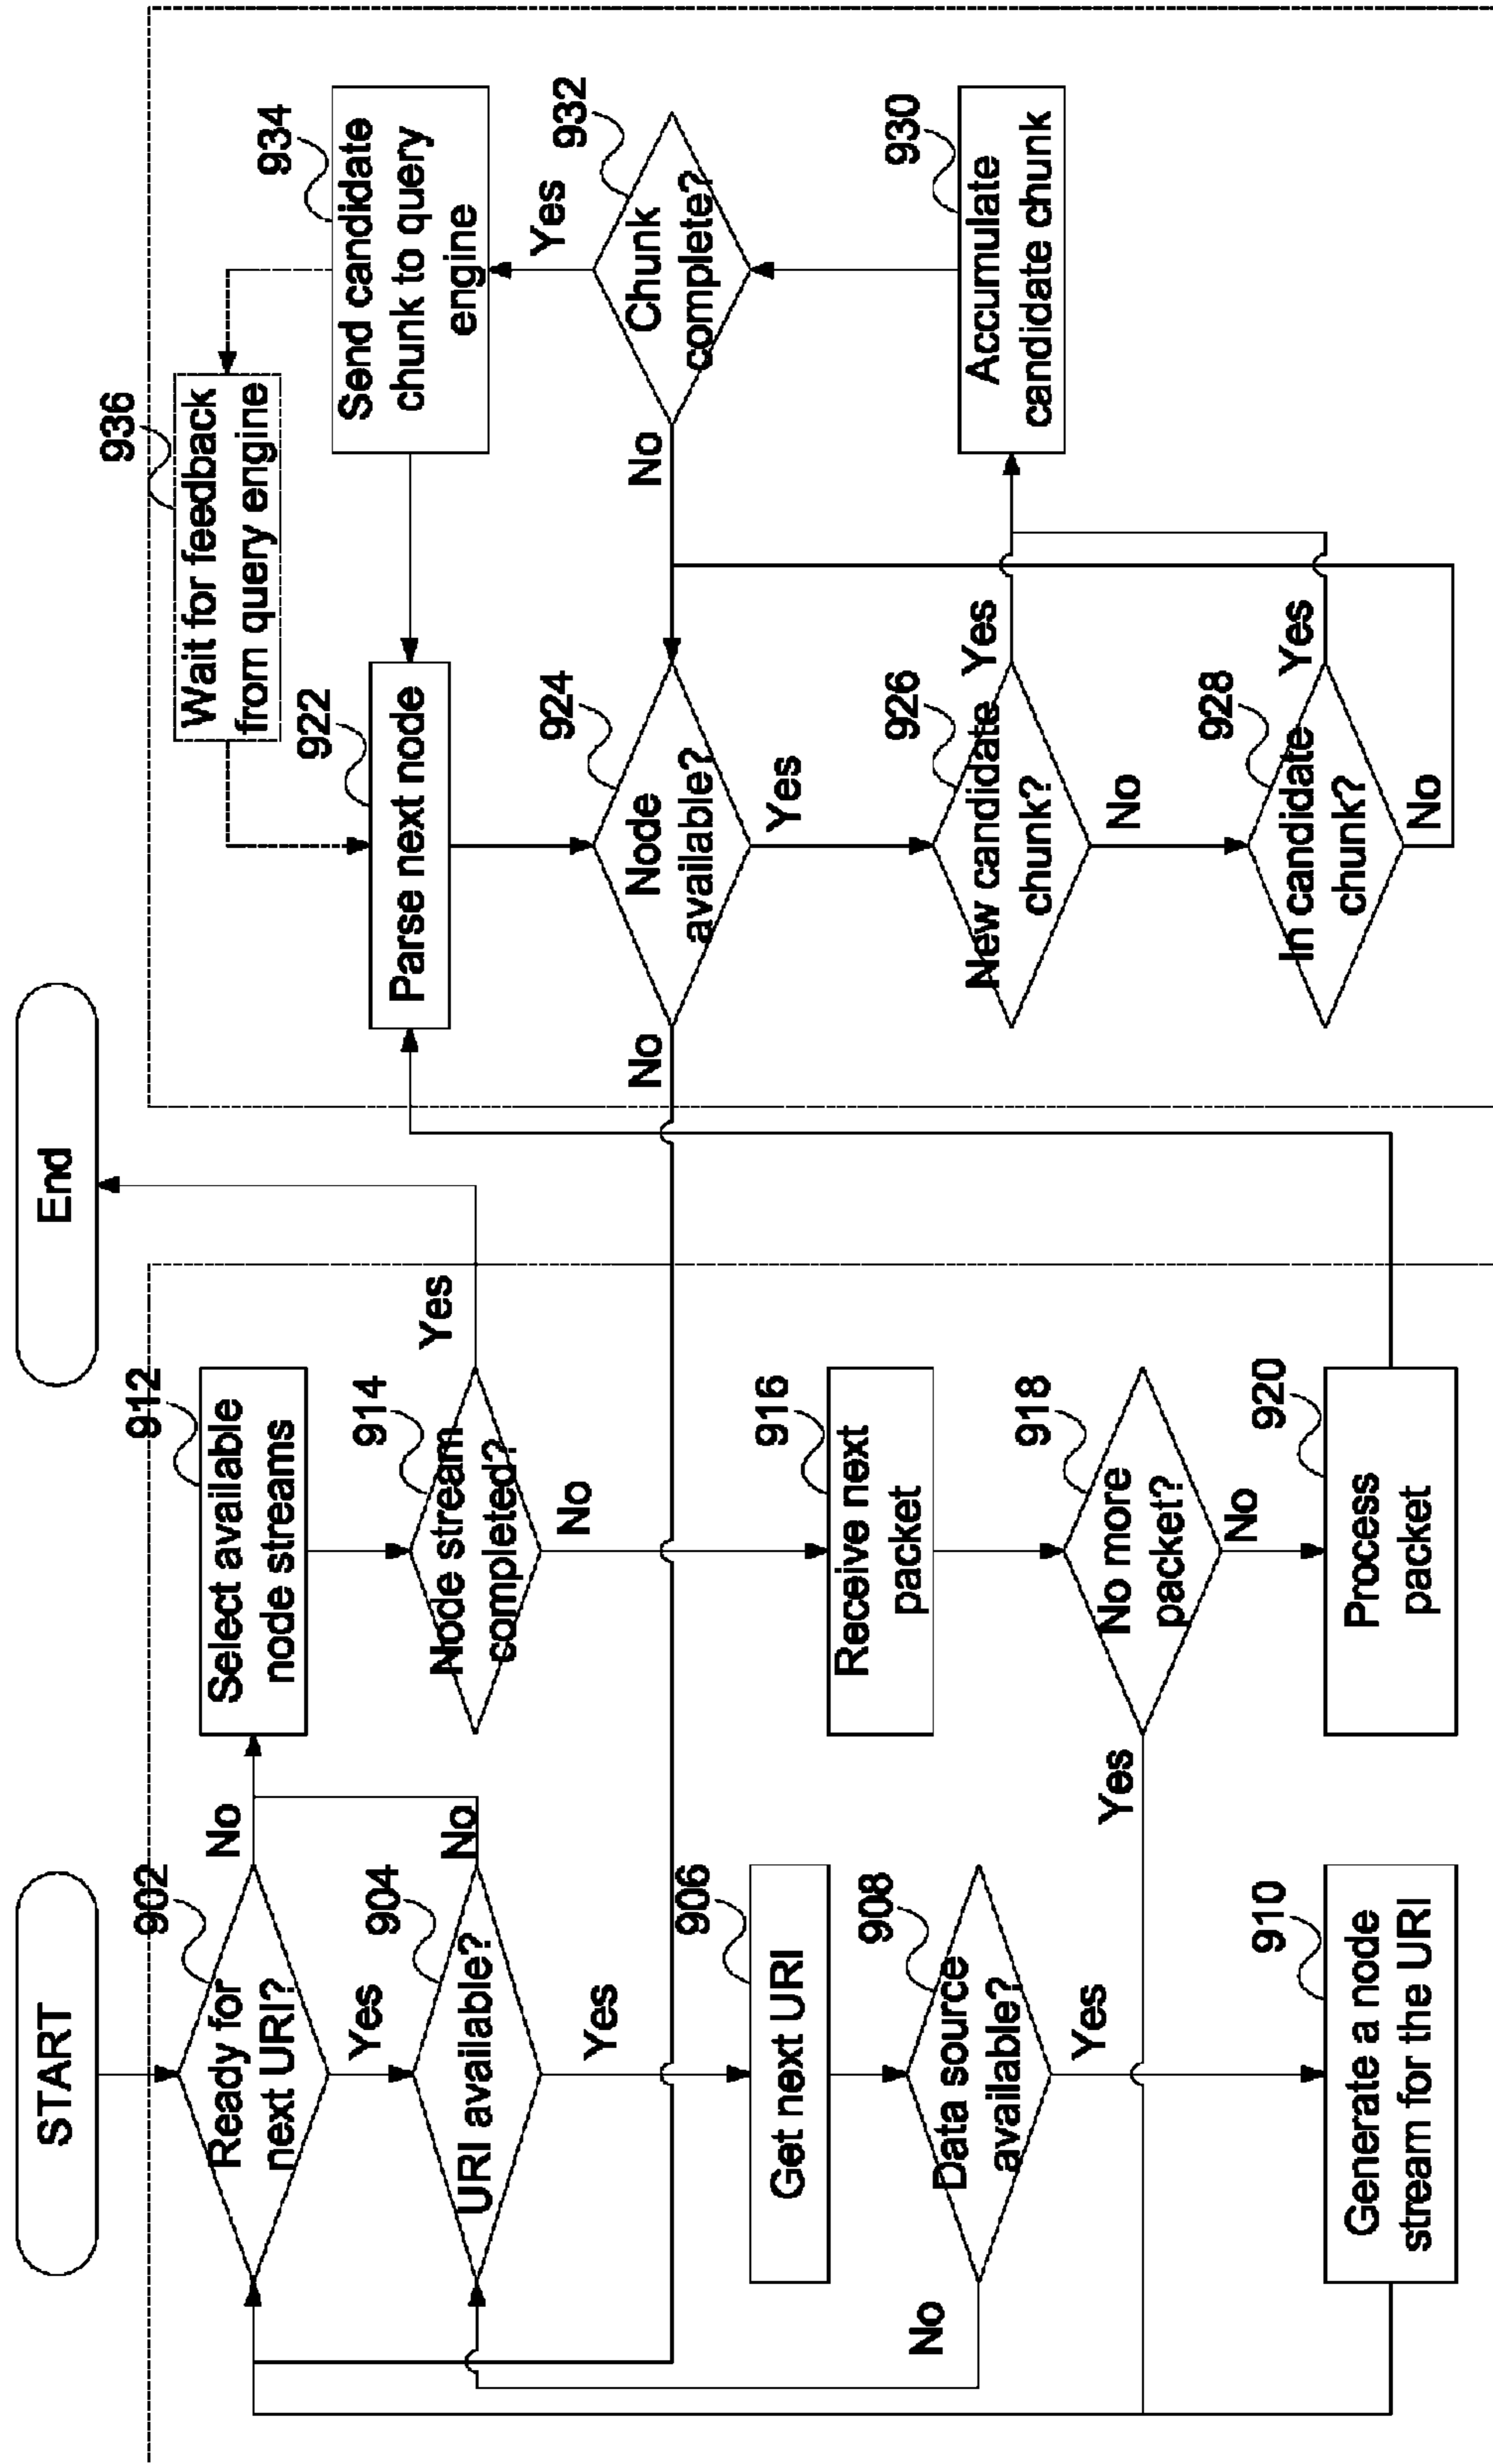 START
902
Ready for
next URI?
No
Yes
904
URI available?
No
Yes
906
Get next URI
908
Data source
available?
No
Yes
910
Generate a node
stream for the URI
912
Select available
node streams
914
Node stream
completed?
Yes
No
916
Receive next
packet
918
No more
packet?
Yes
No
920
Process
packet
End
922
Parse next node
924
Node
available?
No
Yes
926
New candidate
chunk?
Yes
No
928
In candidate
chunk?
Yes
No
930
Accumulate
candidate chunk
932
Chunk
complete?
No
Yes
934
Send candidate
chunk to query
engine
936
Wait for feedback
from query engine